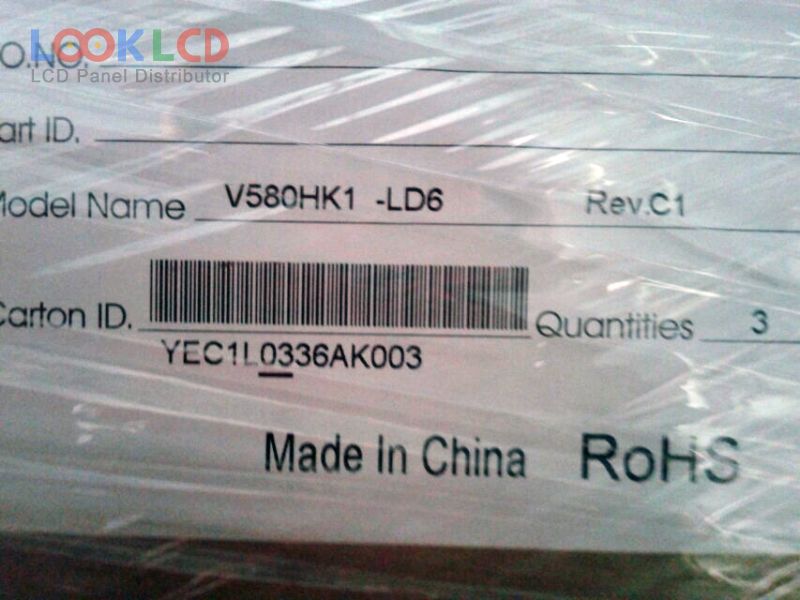 LOOKLCD
LCD Panel Distributor
O.NO.
art ID.
Model Name V580HK1 -LD6 Rev.C1
Carton ID. Quantities 3
YEC1L0336AK003
Made In China RoHS